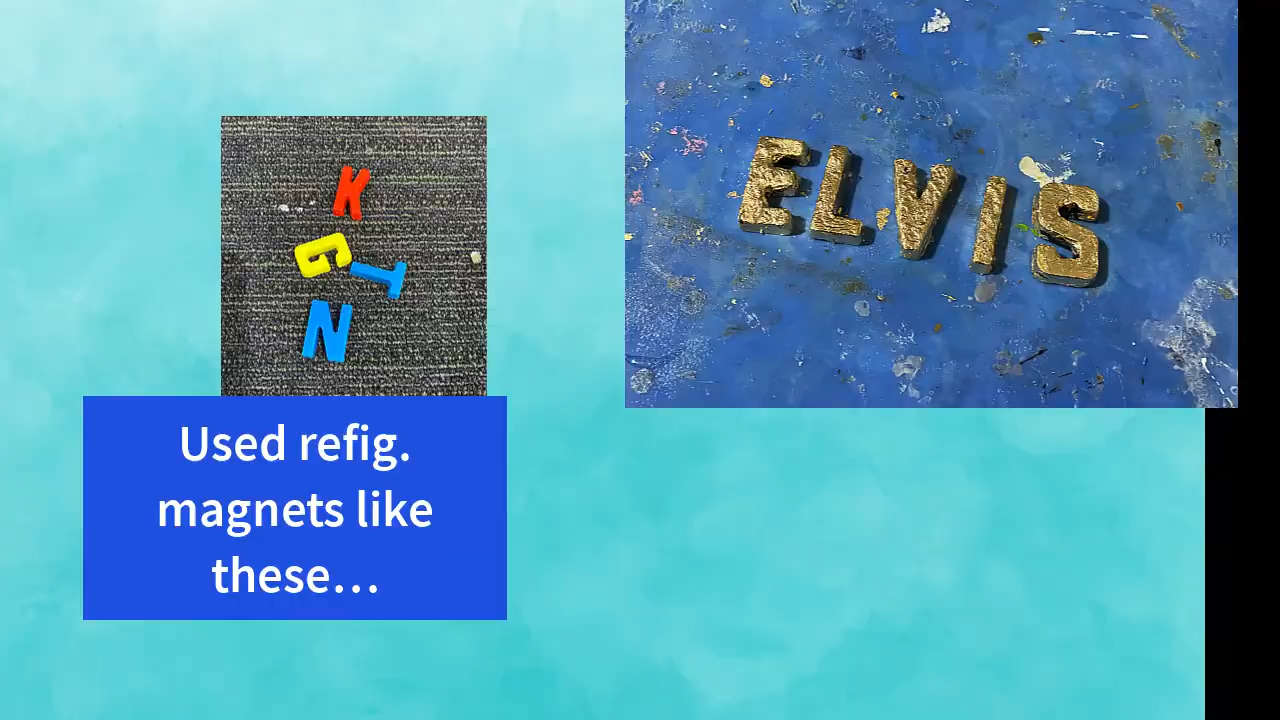 K
G
T
N
ELVIS
Used refig.
magnets like
these...